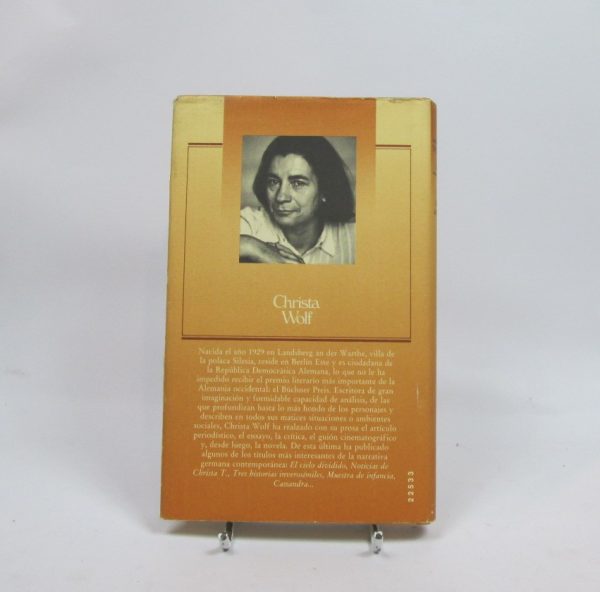 Christa
Wolf
Nacida el año 1929 en Landsberg an der Warthe, villa de
la polaca Silesia, reside en Berlín Este y es ciudadana de
la República Democrática Alemana, lo que no le ha
impedido recibir el premio literario más importante de la
Alemania occidental: el Büchner Preis. Escritora de gran
imaginación y formidable capacidad de análisis, de las
que profundizan hasta lo más hondo de los personajes y
describen en todos sus matices situaciones o ambientes
sociales, Christa Wolf ha realzado con su prosa el artículo
periodístico, el ensayo, la crítica, el guión cinematográfico
y, desde luego, la novela. De esta última ha publicado
algunos de los títulos más interesantes de la narrativa
germana contemporánea: El cielo dividido, Noticias de
Christa T., Tres historias inverosímiles, Muestra de infancia,
Cassandra...
22533